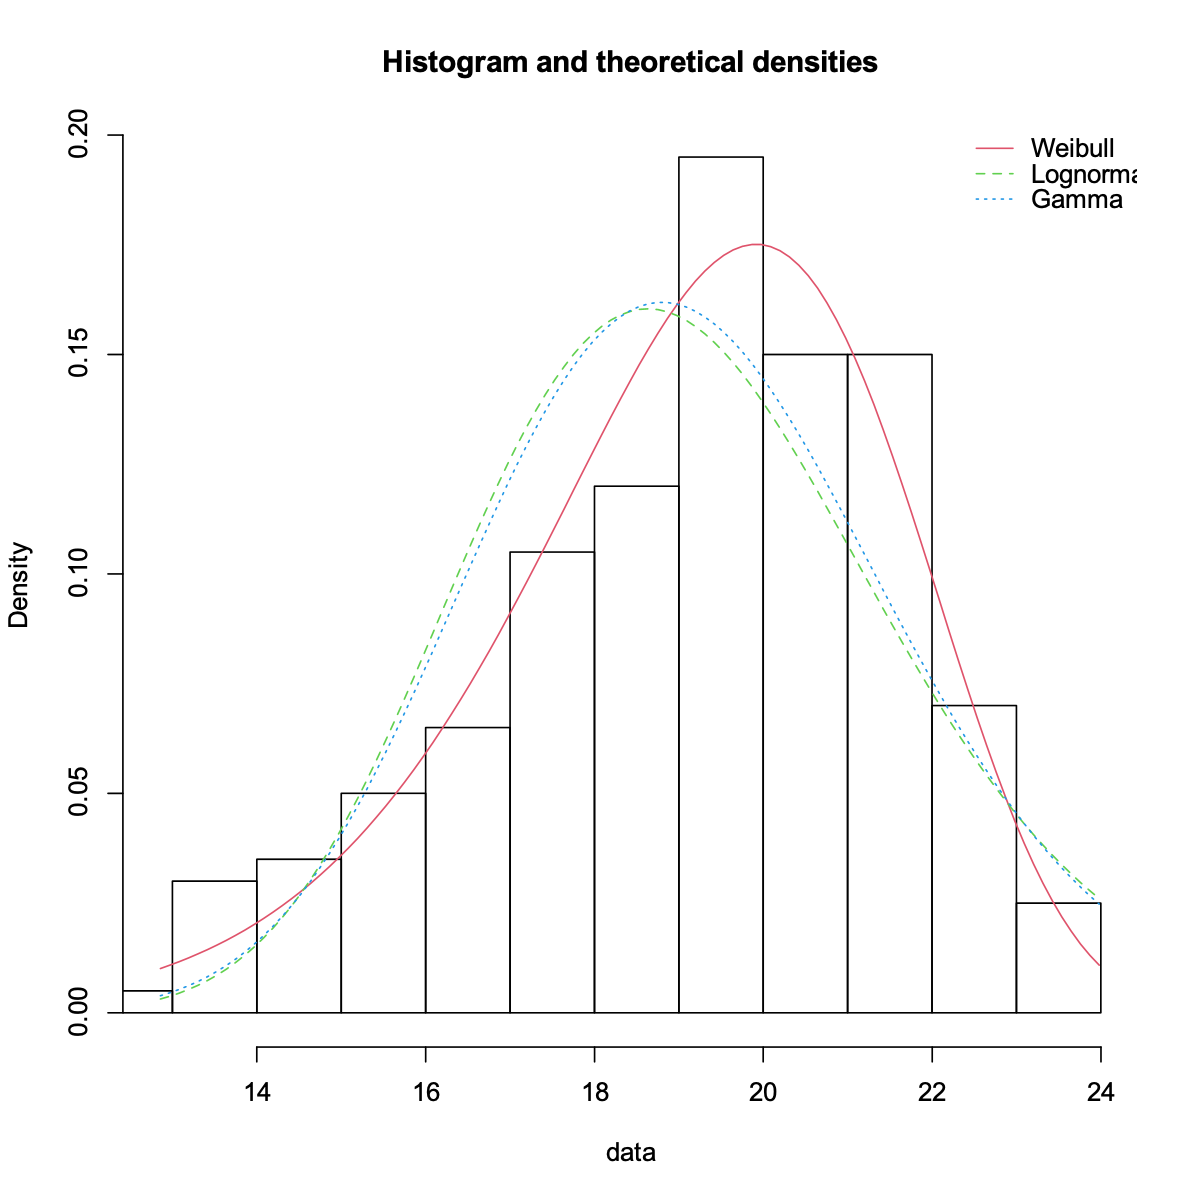 Histogram and theoretical densities
Weibull
Lognorma
Gamma
Density
0.20
0.15
0.10
0.05
0.00
14 16 18 20 22 24
data